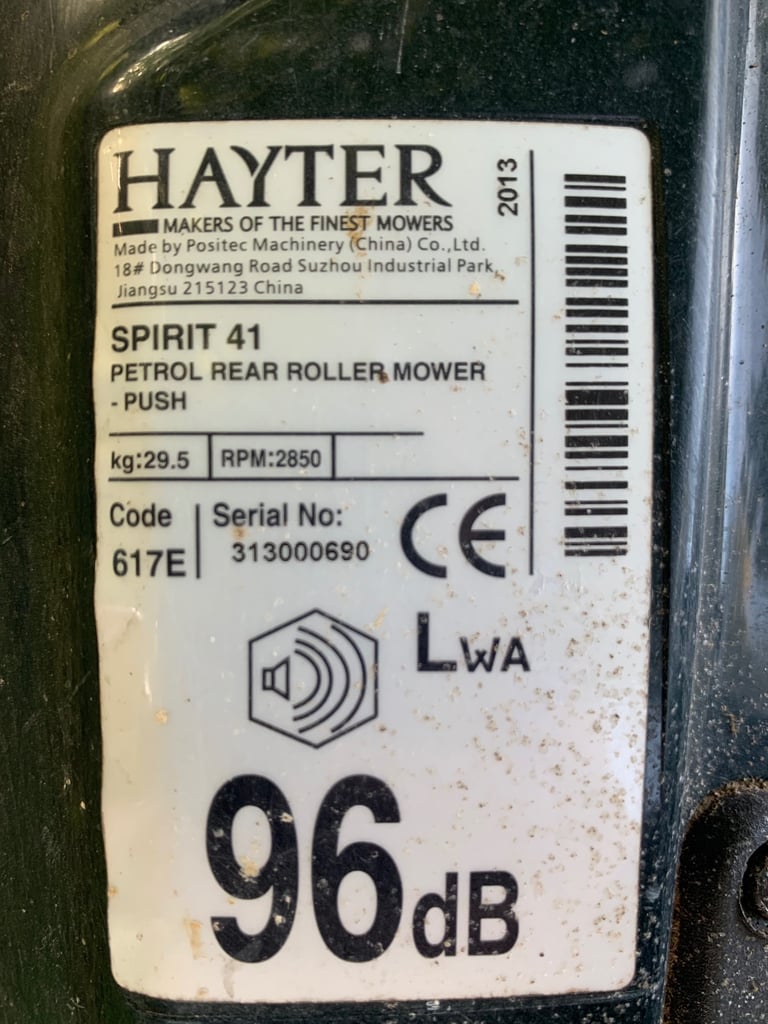 HAYTER
MAKERS OF THE FINEST MOWERS
Made by Positec Machinery (China) Co.,Ltd.
18# Dongwang Road Suzhou Industrial Park,
Jiangsu 215123 China
2013
SPIRIT 41
PETROL REAR ROLLER MOWER
- PUSH
kg:29.5 RPM:2850
Code Serial No:
617E 313000690
CE
LWA
96dB